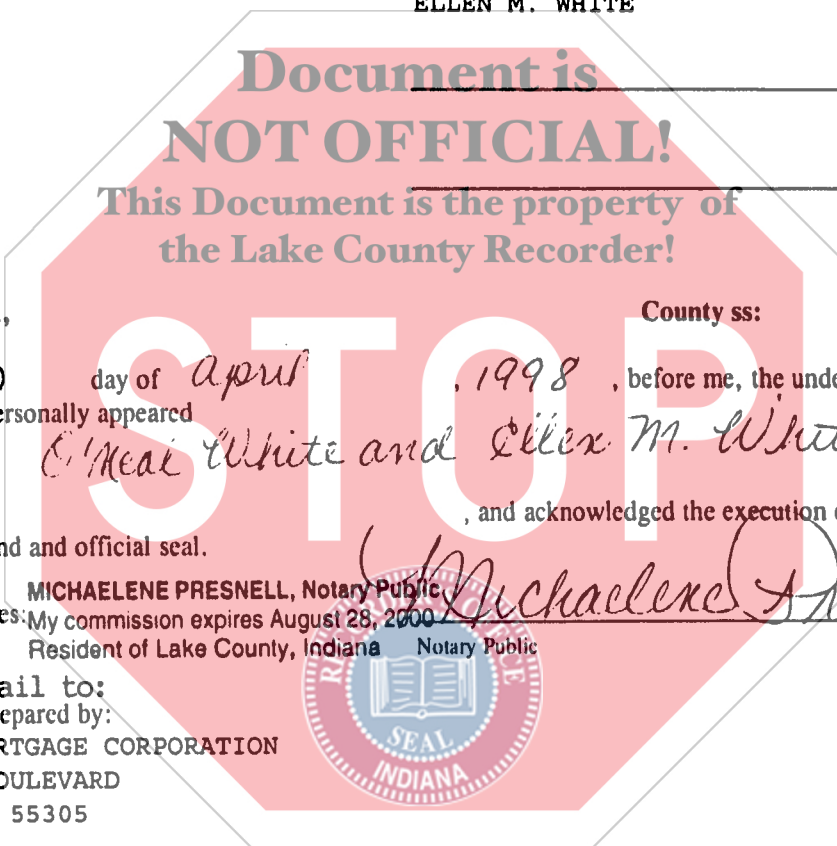 ELLEN M. WHITE
Document is
NOT OFFICIAL!
This Document is the property of
the Lake County Recorder!
County ss:
STOP
day of April , 1998 , before me, the unde
ersonally appeared
O'Neal White and Ellen M. Whit
, and acknowledged the execution
nd and official seal.
MICHAELENE PRESNELL, Notary Public
es: My commission expires August 28, 2000
Resident of Lake County, Indiana
Michaelene
Notary Public
RECORDER'S OFFICE
SEAL
INDIANA
ail to:
epared by:
RTGAGE CORPORATION
OULEVARD
55305